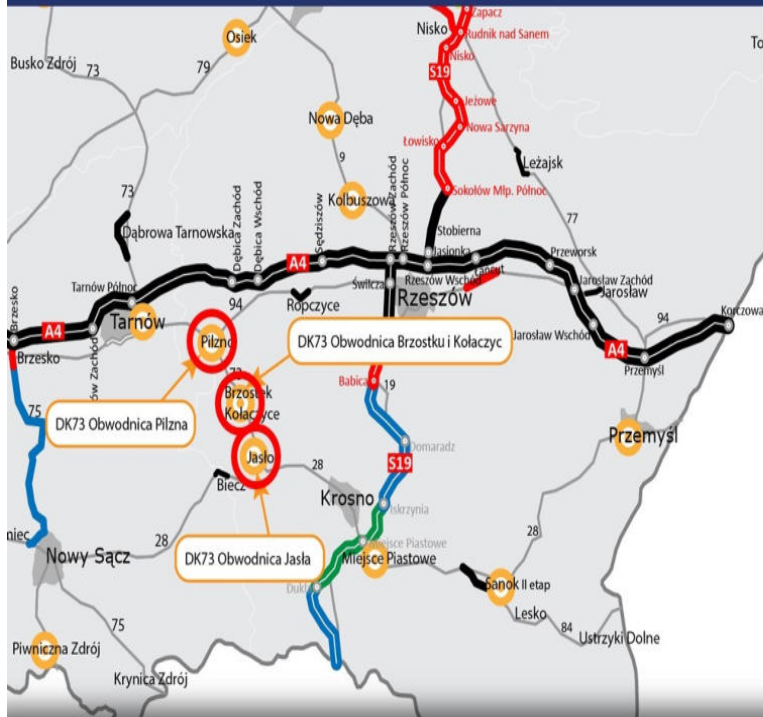 Zapacz
Nisko
Rudnik nad Sanem
Osiek
Nisko
Busko Zdrój
73
79
S19
Jeżowe
Nowa Dęba
Nowa Sarzyna
Łowisko
9
Leżajsk
73
Kolbuszowa
Sokołów Młp. Północ
Dąbrowa Tarnowska
Dębica Zachód
Dębica Wschód
Sędziszów
Rzeszów Zachód
Rzeszów Północ
Stobierna
77
Jasionka
A4
Przeworsk
Łańcut
Tarnów Północ
Rzeszów Wschód
Jarosław Zachód
Świlcza
Jarosław
94
Ropczyce
Rzeszów
Korczowa
Brzesko
Tarnów
94
A4
Jarosław Wschód
A4
Brzesko
Pilzno
DK73 Obwodnica Brzostku i Kołaczyc
Przemyśl
73
Babica
19
Brzostek
Kołaczyce
75
DK73 Obwodnica Pilzna
Przemyśl
Domaradz
Jasło
28
S19
Biecz
Krosno
Iskrzynia
28
28
DK73 Obwodnica Jasła
Miejsce Piastowe
Miejsce Piastowe
Nowy Sącz
Sanok II etap
Dukla
Lesko
84
75
Ustrzyki Dolne
Piwniczna Zdrój
Krynica Zdrój